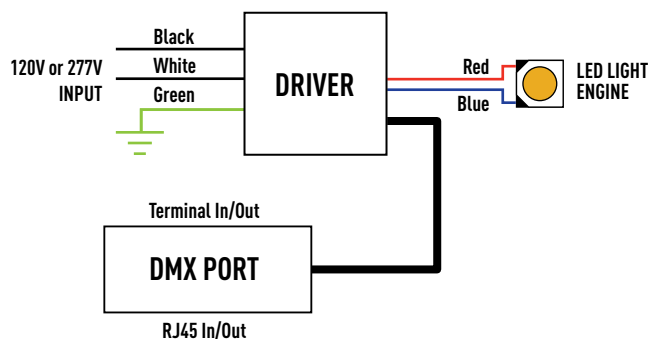 Black
120V or 277V
INPUT
White
Green
DRIVER
Red
Blue
LED LIGHT
ENGINE
Terminal In/Out
DMX PORT
RJ45 In/Out